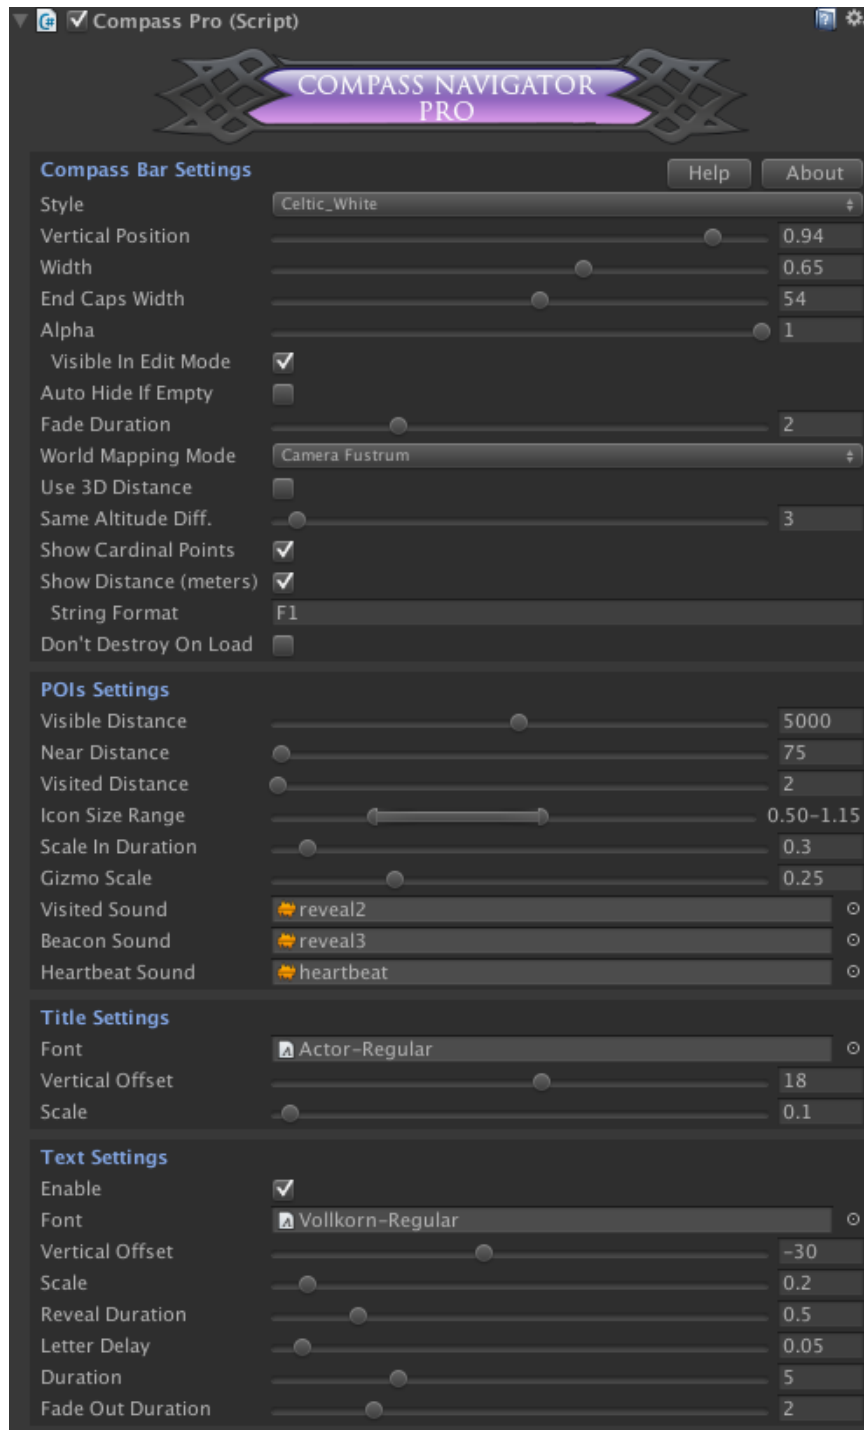 Compass Pro (Script)
COMPASS NAVIGATOR
PRO
Compass Bar Settings Help About
Style Celtic_White
Vertical Position 0.94
Width 0.65
End Caps Width 54
Alpha 1
Visible In Edit Mode
Auto Hide If Empty
Fade Duration 2
World Mapping Mode Camera Fustrum
Use 3D Distance
Same Altitude Diff. 3
Show Cardinal Points
Show Distance (meters)
String Format F1
Don't Destroy On Load
POIs Settings
Visible Distance 5000
Near Distance 75
Visited Distance 2
Icon Size Range 0.50-1.15
Scale In Duration 0.3
Gizmo Scale 0.25
Visited Sound reveal2
Beacon Sound reveal3
Heartbeat Sound heartbeat
Title Settings
Font Actor-Regular
Vertical Offset 18
Scale 0.1
Text Settings
Enable
Font Vollkorn-Regular
Vertical Offset -30
Scale 0.2
Reveal Duration 0.5
Letter Delay 0.05
Duration 5
Fade Out Duration 2